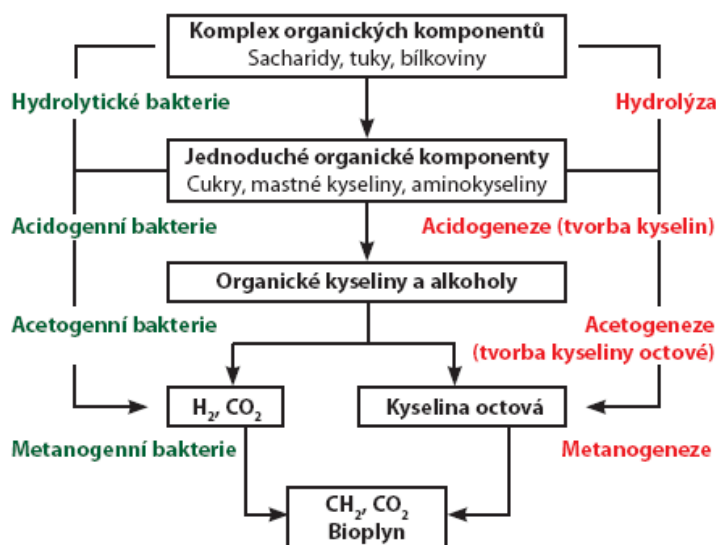 Komplex organických komponentů
Sacharidy, tuky, bílkoviny
Hydrolytické bakterie
Hydrolýza
Jednoduché organické komponenty
Cukry, mastné kyseliny, aminokyseliny
Acidogenní bakterie
Acidogeneze (tvorba kyselin)
Organické kyseliny a alkoholy
Acetogenní bakterie
Acetogeneze
(tvorba kyseliny octové)
H₂, CO₂
Kyselina octová
Metanogenní bakterie
Metanogeneze
CH₂, CO₂
Bioplyn